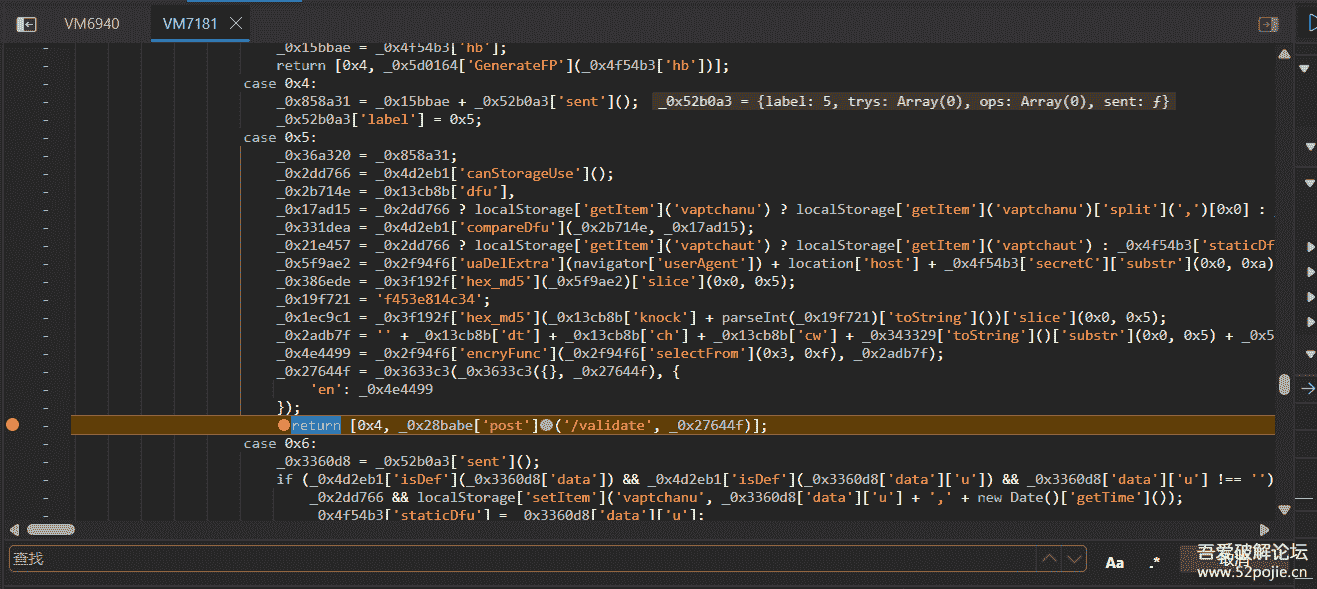 VM6940 VM7181
_0x15bbae = _0x4f54b3['hb'];
return [0x4, _0x5d0164['GenerateFP'](_0x4f54b3['hb'])];
case 0x4:
_0x858a31 = _0x15bbae + _0x52b0a3['sent'](); _0x52b0a3 = {label: 5, trys: Array(0), ops: Array(0), sent: ƒ}
_0x52b0a3['label'] = 0x5;
case 0x5:
_0x36a320 = _0x858a31;
_0x2dd766 = _0x4d2eb1['canStorageUse']();
_0x2b714e = _0x13cb8b['dfu'],
_0x17ad15 = _0x2dd766 ? localStorage['getItem']('vaptchanu') ? localStorage['getItem']('vaptchanu')['split'](',')[0x0] :
_0x331dea = _0x4d2eb1['compareDfu'](_0x2b714e, _0x17ad15);
_0x21e457 = _0x2dd766 ? localStorage['getItem']('vaptchaut') ? localStorage['getItem']('vaptchaut') : _0x4f54b3['staticDf
_0x5f9ae2 = _0x2f94f6['uaDelExtra'](navigator['userAgent']) + location['host'] + _0x4f54b3['secretC']['substr'](0x0, 0xa)
_0x386ede = _0x3f192f['hex_md5'](_0x5f9ae2)['slice'](0x0, 0x5);
_0x19f721 = 'f453e814c34';
_0x1ec9c1 = _0x3f192f['hex_md5'](_0x13cb8b['knock'] + parseInt(_0x19f721)['toString']())['slice'](0x0, 0x5);
_0x2adb7f = '' + _0x13cb8b['dt'] + _0x13cb8b['ch'] + _0x13cb8b['cw'] + _0x343329['toString']()['substr'](0x0, 0x5) + _0x5
_0x4e4499 = _0x2f94f6['encryFunc'](_0x2f94f6['selectFrom'](0x3, 0xf), _0x2adb7f);
_0x27644f = _0x3633c3(_0x3633c3({}, _0x27644f), {
'en': _0x4e4499
});
return [0x4, _0x28babe['post']('/validate', _0x27644f)];
case 0x6:
_0x3360d8 = _0x52b0a3['sent']();
if (_0x4d2eb1['isDef'](_0x3360d8['data']) && _0x4d2eb1['isDef'](_0x3360d8['data']['u']) && _0x3360d8['data']['u'] !== '')
_0x2dd766 && localStorage['setItem']('vaptchanu', _0x3360d8['data']['u'] + ',' + new Date()['getTime']());
_0x4f54b3['staticDfu'] = _0x3360d8['data']['u'];
查找 Aa .* 取消
吾爱破解论坛
www.52pojie.cn